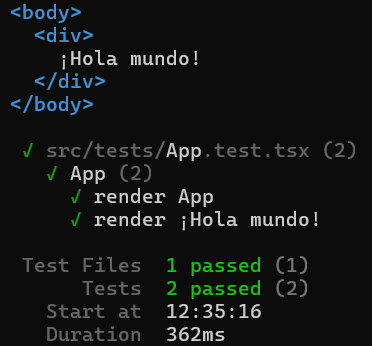 <body>
<div>
¡Hola mundo!
</div>
</body>
✓ src/tests/App.test.tsx (2)
✓ App (2)
✓ render App
✓ render ¡Hola mundo!
Test Files 1 passed (1)
Tests 2 passed (2)
Start at 12:35:16
Duration 362ms